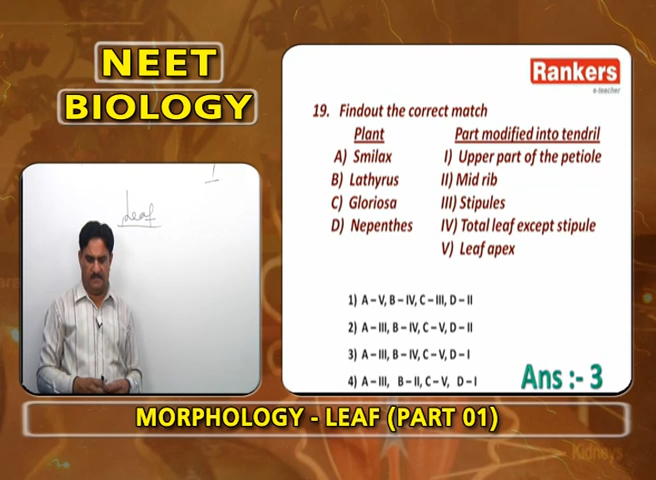 NEET
BIOLOGY
Leaf
Rankers
e-teacher
19. Findout the correct match
Plant Part modified into tendril
A) Smilax I) Upper part of the petiole
B) Lathyrus II) Mid rib
C) Gloriosa III) Stipules
D) Nepenthes IV) Total leaf except stipule
V) Leaf apex
1) A – V, B – IV, C – III, D – II
2) A – III, B – IV, C – V, D – II
3) A – III, B – IV, C – V, D – I
4) A – III, B – II, C – V, D – I
Ans :- 3
MORPHOLOGY - LEAF (PART 01)
Kidneys